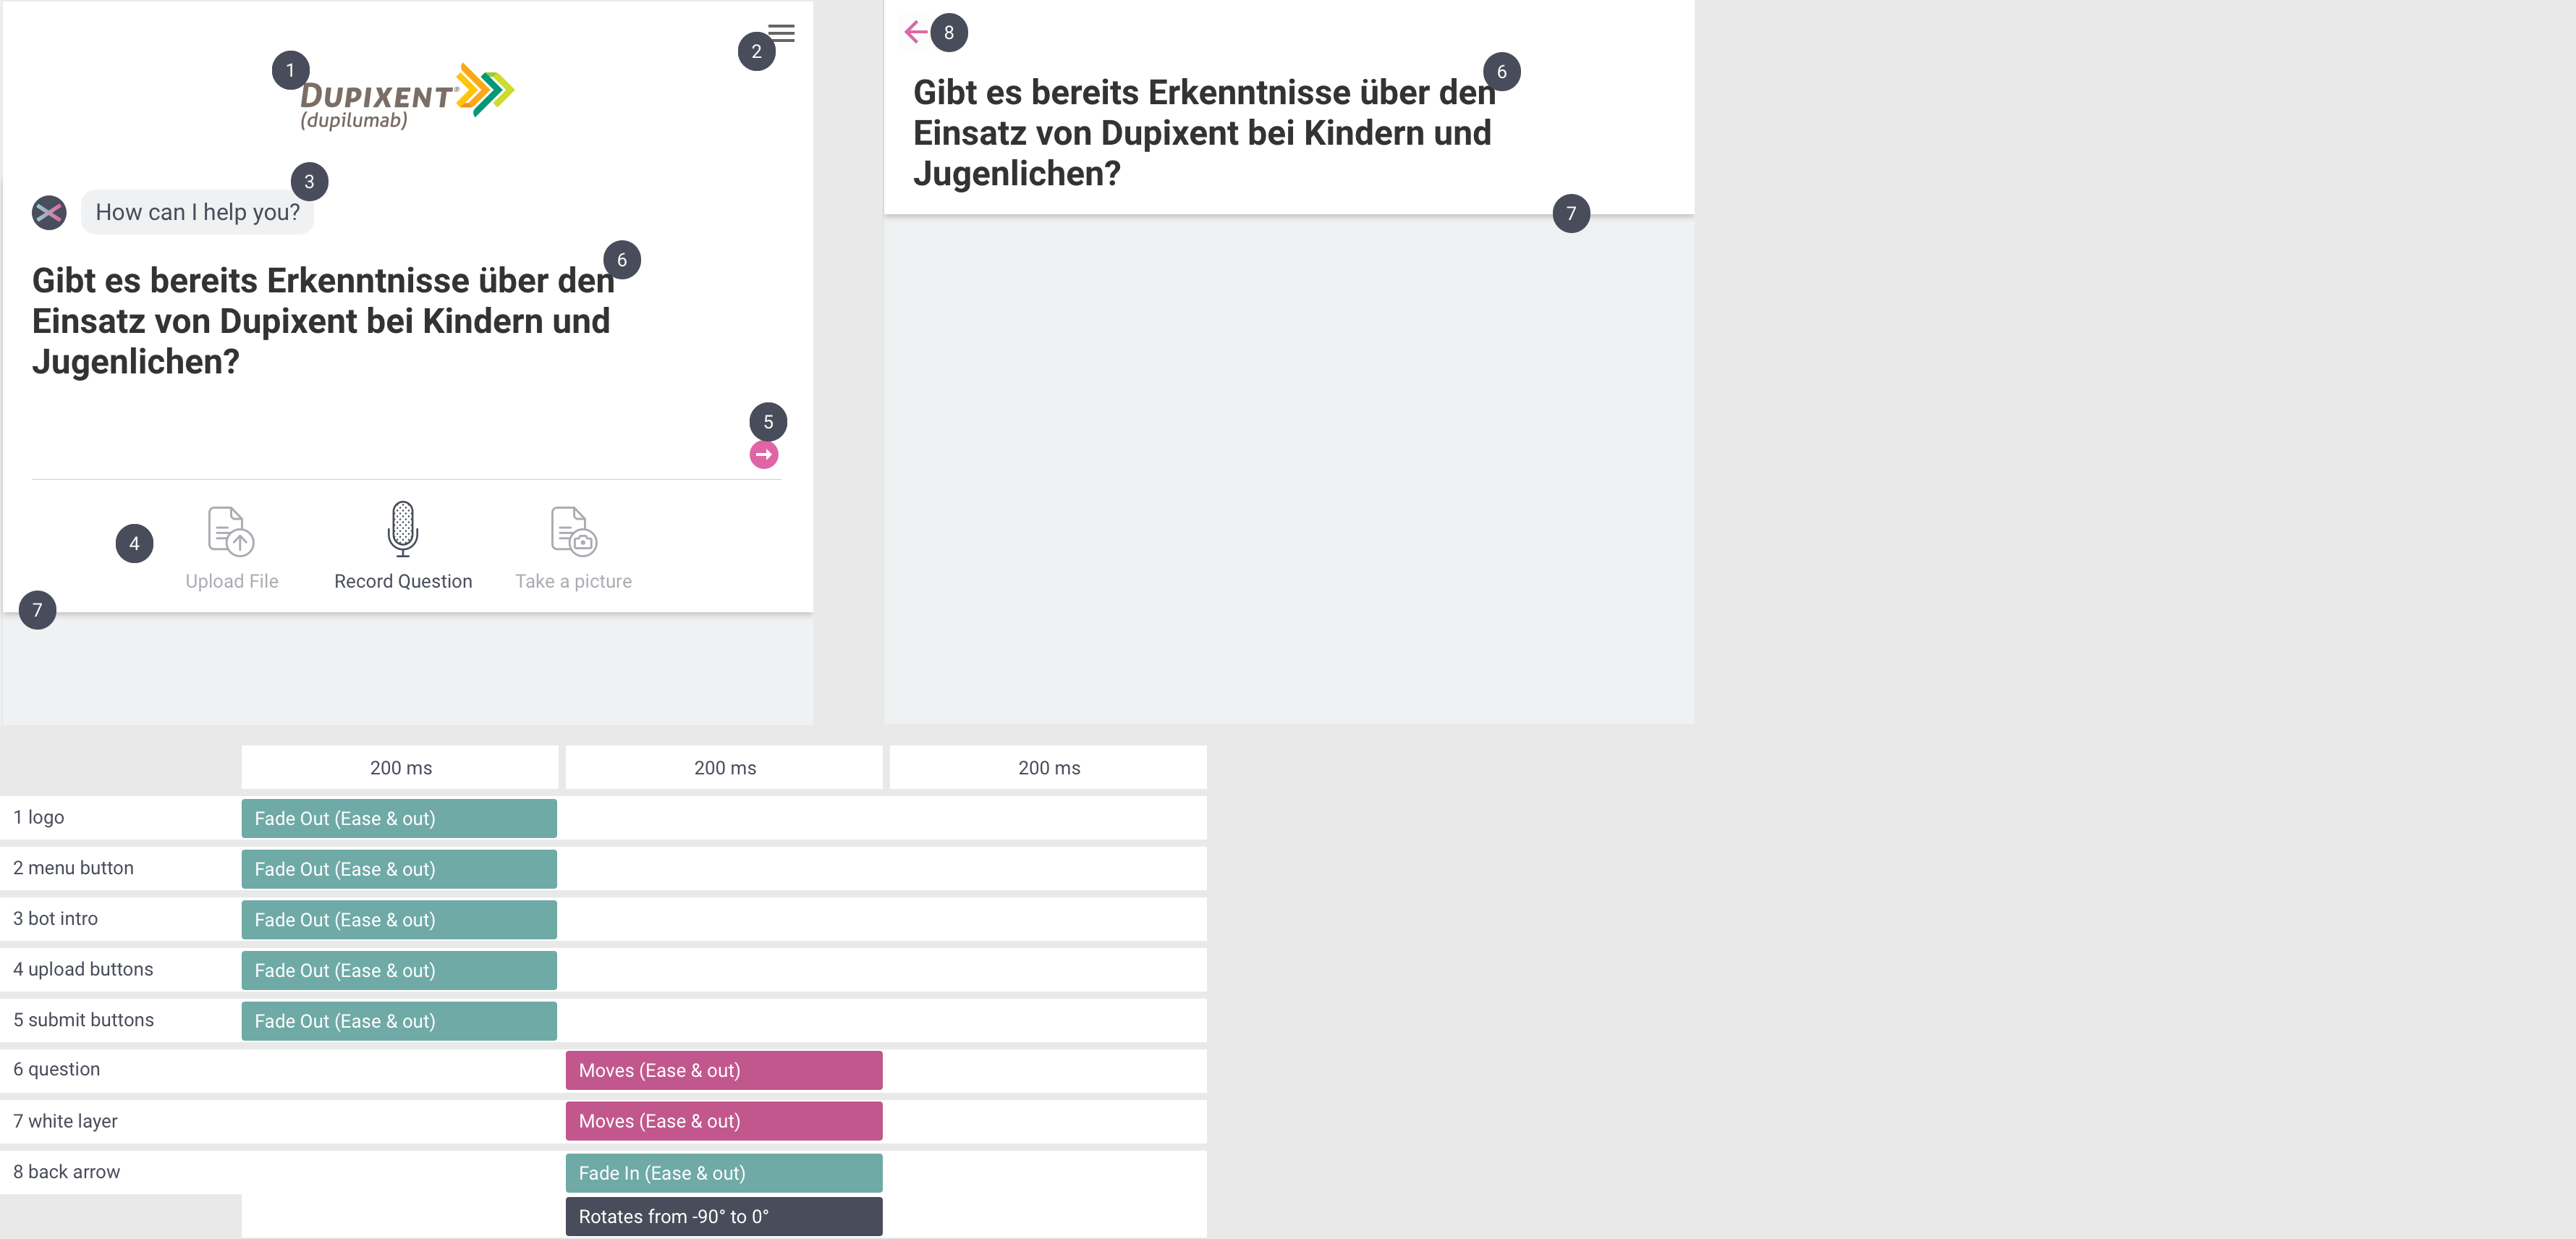 2
1
DUPIXENT®
(dupilumab)
3
How can I help you?
6
Gibt es bereits Erkenntnisse über den
Einsatz von Dupixent bei Kindern und
Jugenlichen?
5
4
Upload File
Record Question
Take a picture
7
8
6
Gibt es bereits Erkenntnisse über den
Einsatz von Dupixent bei Kindern und
Jugenlichen?
7
200 ms 200 ms 200 ms
1 logo Fade Out (Ease & out)
2 menu button Fade Out (Ease & out)
3 bot intro Fade Out (Ease & out)
4 upload buttons Fade Out (Ease & out)
5 submit buttons Fade Out (Ease & out)
6 question Moves (Ease & out)
7 white layer Moves (Ease & out)
8 back arrow Fade In (Ease & out)
Rotates from -90° to 0°